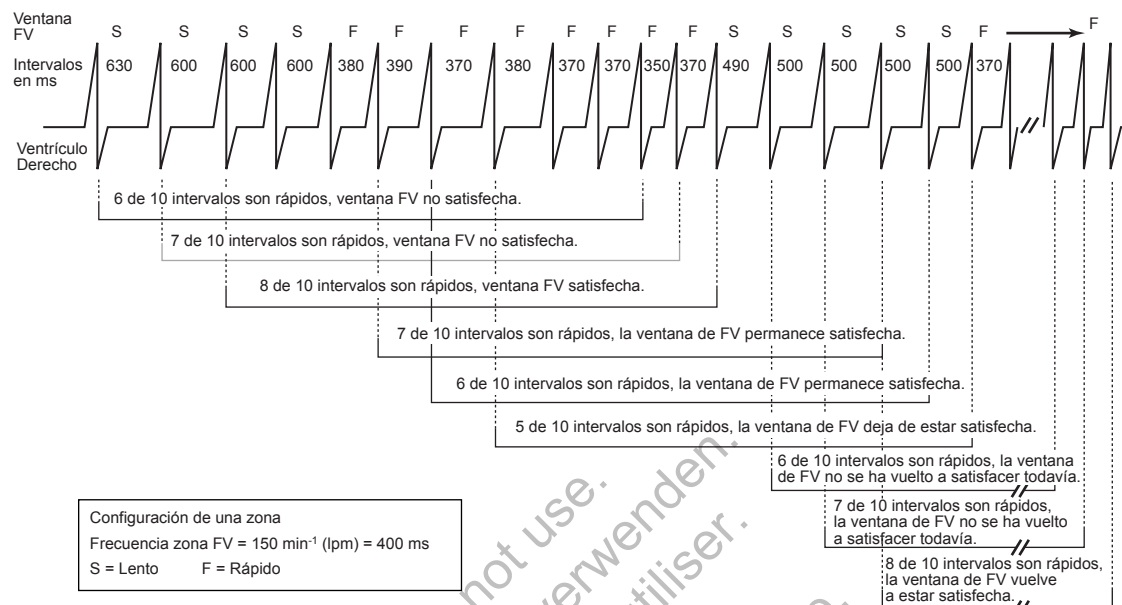 Ventana
FV
S S S S F F F F F F F F S S S S S F F
Intervalos
en ms
630 600 600 600 380 390 370 380 370 370 350 370 490 500 500 500 500 370
Ventrículo
Derecho
6 de 10 intervalos son rápidos, ventana FV no satisfecha.
7 de 10 intervalos son rápidos, ventana FV no satisfecha.
8 de 10 intervalos son rápidos, ventana FV satisfecha.
7 de 10 intervalos son rápidos, la ventana de FV permanece satisfecha.
6 de 10 intervalos son rápidos, la ventana de FV permanece satisfecha.
5 de 10 intervalos son rápidos, la ventana de FV deja de estar satisfecha.
6 de 10 intervalos son rápidos, la ventana
de FV no se ha vuelto a satisfacer todavía.
7 de 10 intervalos son rápidos,
la ventana de FV no se ha vuelto
a satisfacer todavía.
8 de 10 intervalos son rápidos,
la ventana de FV vuelve
a estar satisfecha.
Configuración de una zona
Frecuencia zona FV = 150 min⁻¹ (lpm) = 400 ms
S = Lento F = Rápido
not use.
verwenden.
utiliser.